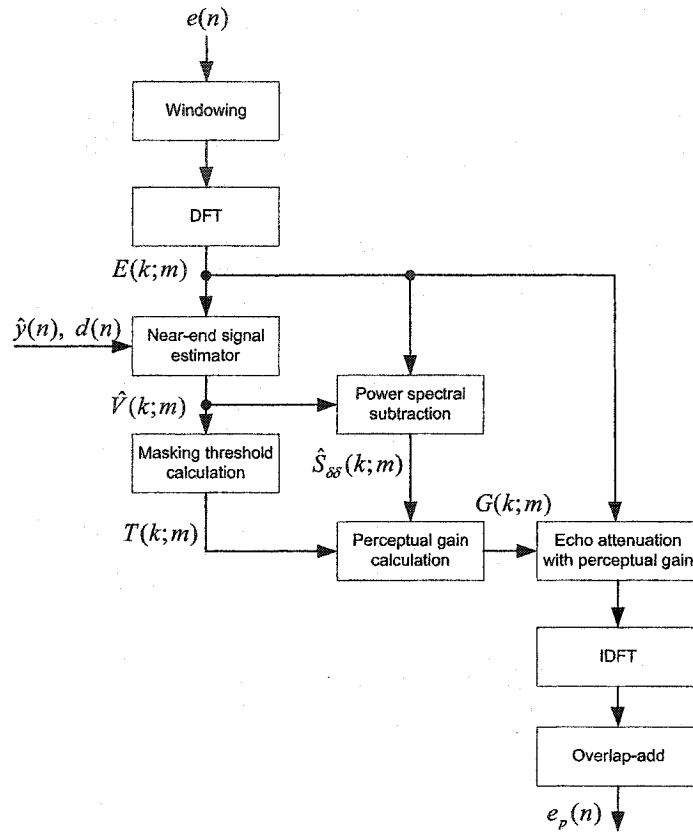 e(n)
Windowing
DFT
E(k;m)
ŷ(n), d(n)
Near-end signal
estimator
V̂(k;m)
Power spectral
subtraction
Masking threshold
calculation
Ŝ_δδ(k;m)
T(k;m)
Perceptual gain
calculation
G(k;m)
Echo attenuation
with perceptual gain
IDFT
Overlap-add
e_p(n)